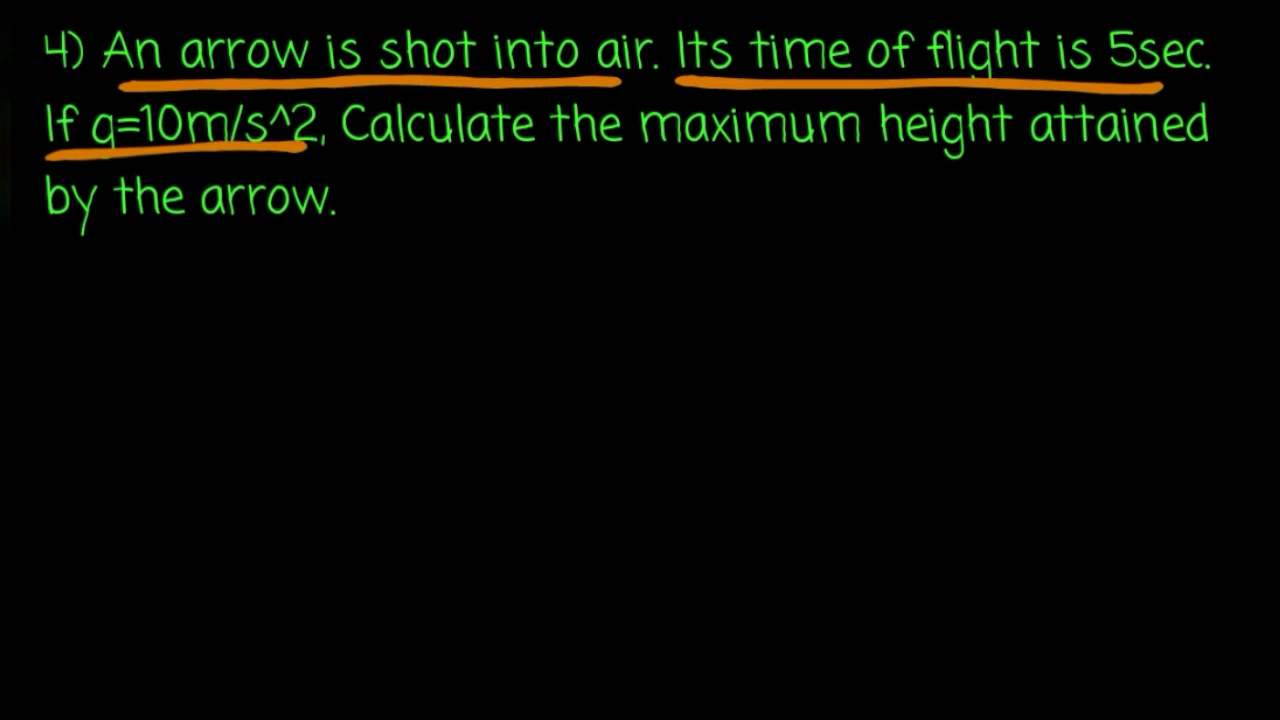 4) An arrow is shot into air. Its time of flight is 5sec.
If g=10m/s^2, Calculate the maximum height attained
by the arrow.